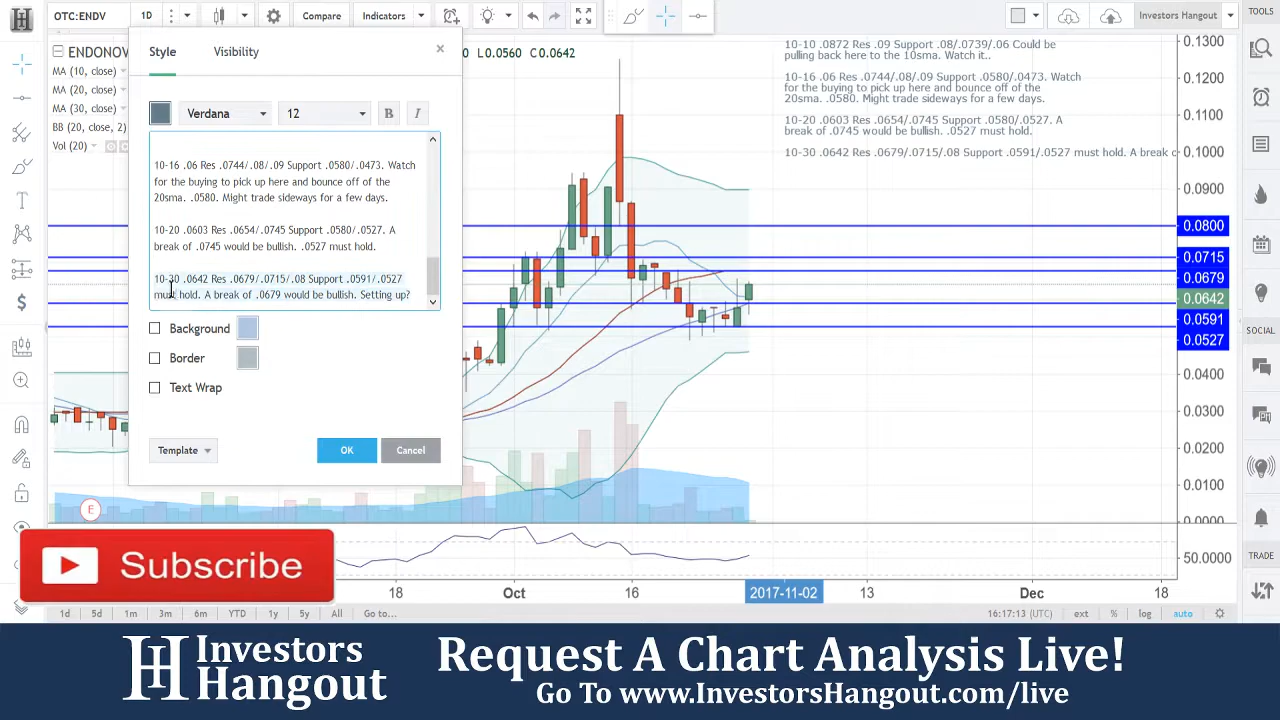 OTC:ENDV
1D
Compare
Indicators
Investors Hangout
TOOLS
ENDONOV
L0.0560 C0.0642
MA (10, close)
MA (20, close)
MA (30, close)
BB (20, close, 2)
Vol (20)
Style
Visibility
×
Verdana
12
B
I
10-16 .06 Res .0744/.08/.09 Support .0580/.0473. Watch
for the buying to pick up here and bounce off of the
20sma. .0580. Might trade sideways for a few days.
10-20 .0603 Res .0654/.0745 Support .0580/.0527. A
break of .0745 would be bullish. .0527 must hold.
10-30 .0642 Res .0679/.0715/.08 Support .0591/.0527
must hold. A break of .0679 would be bullish. Setting up?
Background
Border
Text Wrap
Template
OK
Cancel
10-10 .0872 Res .09 Support .08/.0739/.06 Could be
pulling back here to the 10sma. Watch it..
10-16 .06 Res .0744/.08/.09 Support .0580/.0473. Watch
for the buying to pick up here and bounce off of the
20sma. .0580. Might trade sideways for a few days.
10-20 .0603 Res .0654/.0745 Support .0580/.0527. A
break of .0745 would be bullish. .0527 must hold.
10-30 .0642 Res .0679/.0715/.08 Support .0591/.0527 must hold. A break o
0.1300
0.1200
0.1100
0.1000
0.0900
0.0800
0.0715
0.0679
0.0642
0.0591
0.0527
0.0400
0.0300
0.0200
0.0100
0.0000
50.0000
SOCIAL
TRADE
E
18
Oct
16
2017-11-02
13
Dec
18
1d
5d
1m
3m
6m
YTD
1y
5y
All
Go to...
16:17:13 (UTC)
ext
%
log
auto
Subscribe
Investors
Hangout
Request A Chart Analysis Live!
Go To www.InvestorsHangout.com/live